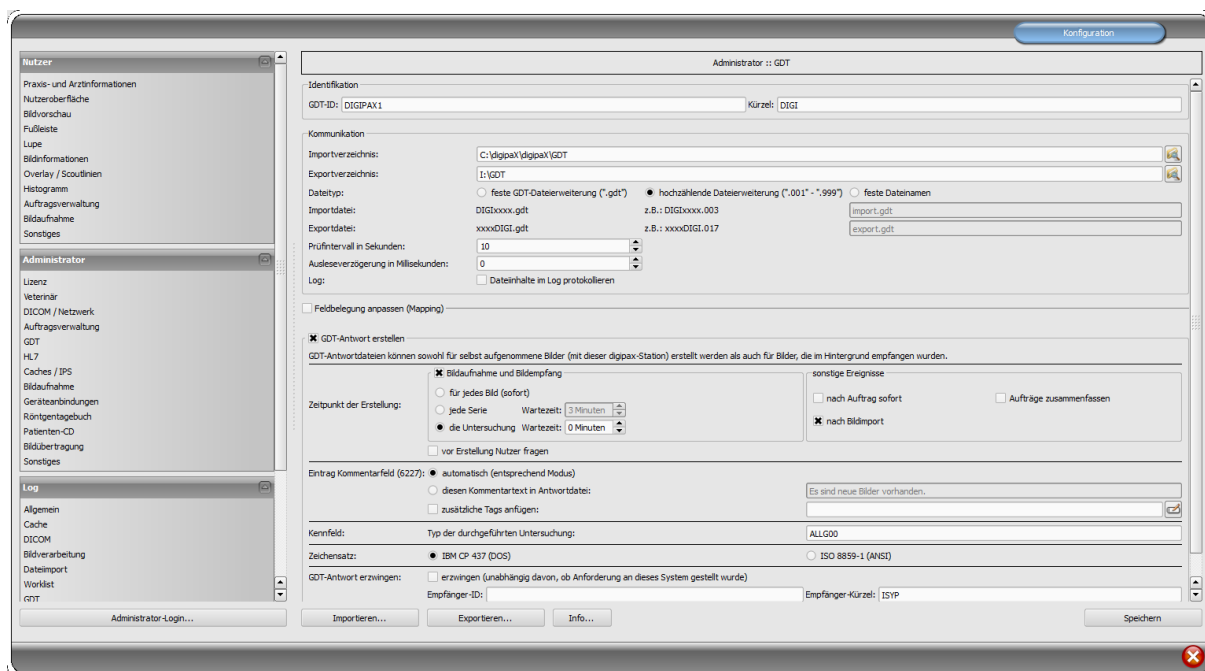 Konfiguration
Nutzer
Praxis- und Arztinformationen
Nutzeroberfläche
Bildvorschau
Fußleiste
Lupe
Bildinformationen
Overlay / Scoutlinien
Histogramm
Auftragsverwaltung
Bildaufnahme
Sonstiges
Administrator
Lizenz
Veterinär
DICOM / Netzwerk
Auftragsverwaltung
GDT
HL7
Caches / IPS
Bildaufnahme
Geräteanbindungen
Röntgentagebuch
Patienten-CD
Bildübertragung
Sonstiges
Log
Allgemein
Cache
DICOM
Bildverarbeitung
Dateiimport
Worklist
GDT
Administrator-Login...
Administrator :: GDT
Identifikation
GDT-ID: DIGIPAX1 Kürzel: DIGI
Kommunikation
Importverzeichnis: C:\digipaX\digipaX\GDT
Exportverzeichnis: I:\GDT
Dateityp: feste GDT-Dateierweiterung (".gdt") hochzählende Dateierweiterung (".001" - ".999") feste Dateinamen
Importdatei: DIGIxxxx.gdt z.B.: DIGIxxxx.003 import.gdt
Exportdatei: xxxxDIGI.gdt z.B.: xxxxDIGI.017 export.gdt
Prüfintervall in Sekunden: 10
Ausleseverzögerung in Millisekunden: 0
Log: Dateiinhalte im Log protokollieren
Feldbelegung anpassen (Mapping)
GDT-Antwort erstellen
GDT-Antwortdateien können sowohl für selbst aufgenommene Bilder (mit dieser digipax-Station) erstellt werden als auch für Bilder, die im Hintergrund empfangen wurden.
Zeitpunkt der Erstellung:
Bildaufnahme und Bildempfang
für jedes Bild (sofort)
jede Serie Wartezeit: 3 Minuten
die Untersuchung Wartezeit: 0 Minuten
sonstige Ereignisse
nach Auftrag sofort Aufträge zusammenfassen
nach Bildimport
vor Erstellung Nutzer fragen
Eintrag Kommentarfeld (6227): automatisch (entsprechend Modus)
diesen Kommentartext in Antwortdatei: Es sind neue Bilder vorhanden.
zusätzliche Tags anfügen:
Kennfeld: Typ der durchgeführten Untersuchung: ALLG00
Zeichensatz: IBM CP 437 (DOS) ISO 8859-1 (ANSI)
GDT-Antwort erzwingen: erzwingen (unabhängig davon, ob Anforderung an dieses System gestellt wurde)
Empfänger-ID: Empfänger-Kürzel: ISYP
Importieren... Exportieren... Info... Speichern